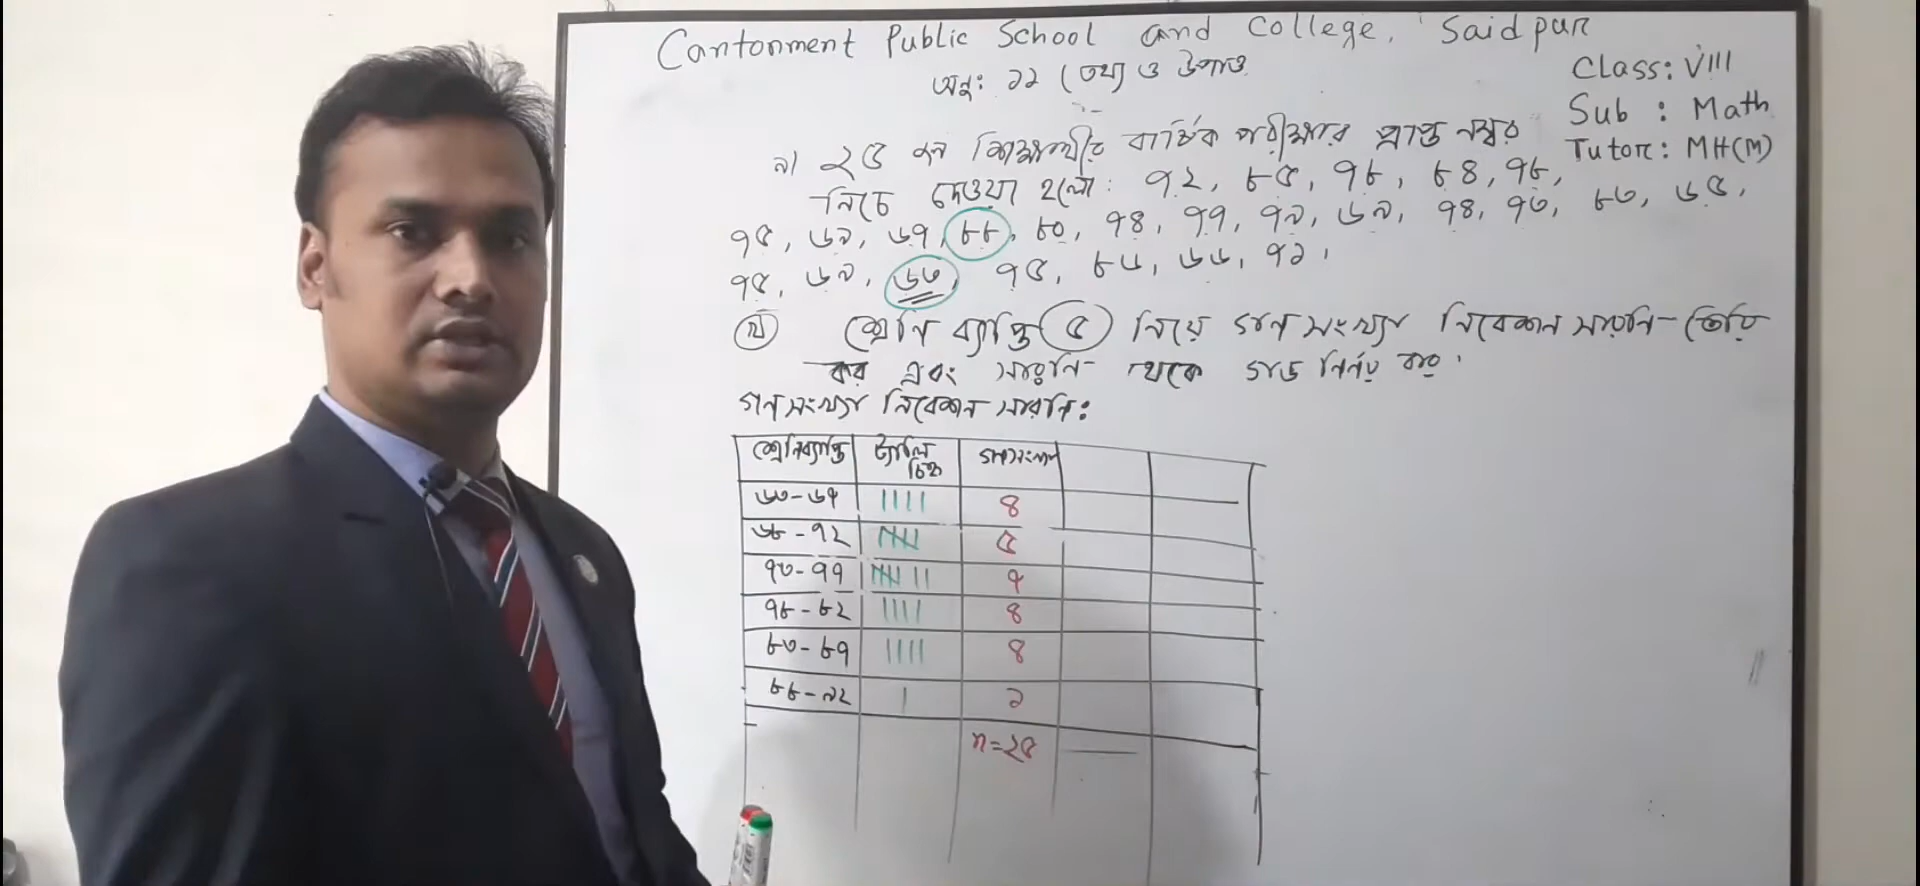 Cantonment Public School and College, Saidpur
অনু: ১১ (তথ্য ও উপাত্ত
Class: VIII
Sub : Math
Tutor: MH(M)
৯। ২৫ জন শিক্ষার্থীর বার্ষিক পরীক্ষার প্রাপ্ত নম্বর
নিচে দেওয়া হলো: ৭২, ৮৫, ৭৮, ৮৪, ৭৮,
৭৫, ৬৯, ৬৭, ৮৮, ৮০, ৭৪, ৭৭, ৭৯, ৬৯, ৭৪, ৭৩, ৮৩, ৬৫,
৭৫, ৬৯, ৬৩, ৭৫, ৮৬, ৬৬, ৭১,
শ্রেণি ব্যাপ্তি ৫ নিয়ে গণসংখ্যা নিবেশন সারণি তৈরি
কর এবং সারণি থেকে গড় নির্ণয় কর
গণসংখ্যা নিবেশন সারণি:
শ্রেণিব্যাপ্তি ট্যালি চিহ্ন গণসংখ্যা
৬৩-৬৭ |||| ৪
৬৮-৭২ ৫
৭৩-৭৭ ৭
৭৮-৮২ |||| ৪
৮৩-৮৭ |||| ৪
৮৮-৯২ | ১
n=২৫